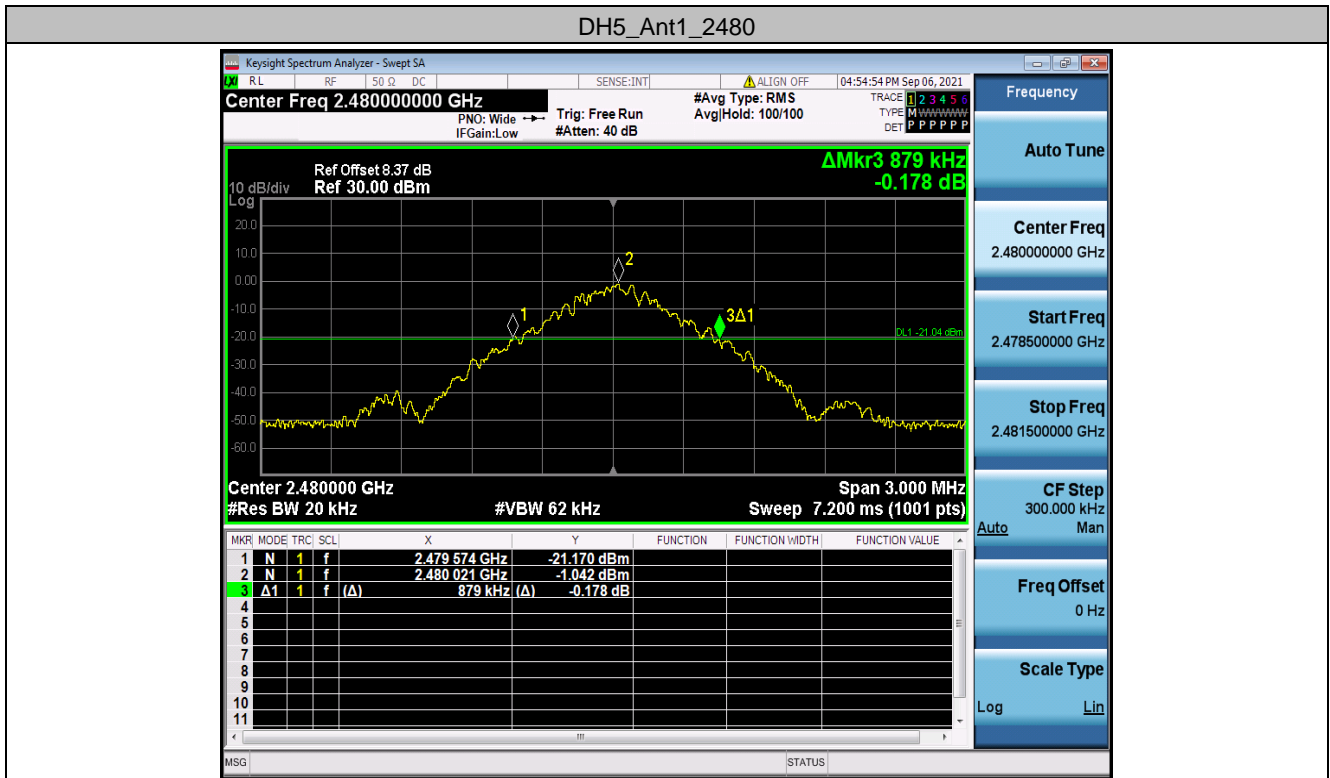 DH5_Ant1_2480
Keysight Spectrum Analyzer - Swept SA
LXI RL RF 50 Ω DC SENSE:INT ALIGN OFF 04:54:54 PM Sep 06, 2021
Center Freq 2.480000000 GHz
PNO: Wide
IFGain:Low
Trig: Free Run
#Atten: 40 dB
#Avg Type: RMS
Avg|Hold: 100/100
TRACE 1 2 3 4 5 6
TYPE M W W W W W
DET P P P P P P
Ref Offset 8.37 dB
10 dB/div Ref 30.00 dBm
Log
ΔMkr3 879 kHz
-0.178 dB
20.0
10.0
0.00
-10.0
-20.0
-30.0
-40.0
-50.0
-60.0
1
2
3Δ1
DL1 -21.04 dBm
Center 2.480000 GHz Span 3.000 MHz
#Res BW 20 kHz #VBW 62 kHz Sweep 7.200 ms (1001 pts)
MKR MODE TRC SCL X Y FUNCTION FUNCTION WIDTH FUNCTION VALUE
1 N 1 f 2.479 574 GHz -21.170 dBm
2 N 1 f 2.480 021 GHz -1.042 dBm
3 Δ1 1 f (Δ) 879 kHz (Δ) -0.178 dB
4
5
6
7
8
9
10
11
MSG STATUS
Frequency
Auto Tune
Center Freq
2.480000000 GHz
Start Freq
2.478500000 GHz
Stop Freq
2.481500000 GHz
CF Step
300.000 kHz
Auto Man
Freq Offset
0 Hz
Scale Type
Log Lin